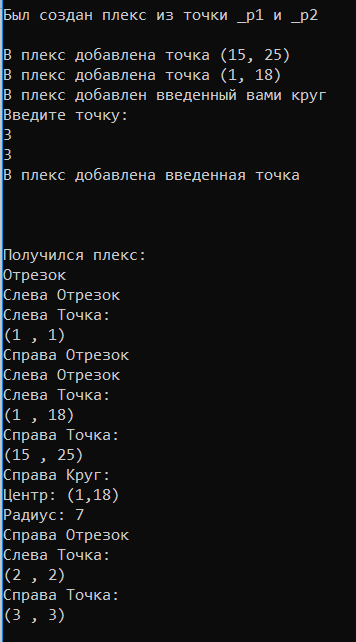 Был создан плекс из точки _p1 и _p2
В плекс добавлена точка (15, 25)
В плекс добавлена точка (1, 18)
В плекс добавлен введенный вами круг
Введите точку:
3
3
В плекс добавлена введенная точка
Получился плекс:
Отрезок
Слева Отрезок
Слева Точка:
(1 , 1)
Справа Отрезок
Слева Отрезок
Слева Точка:
(1 , 18)
Справа Точка:
(15 , 25)
Справа Круг:
Центр: (1,18)
Радиус: 7
Справа Отрезок
Слева Точка:
(2 , 2)
Справа Точка:
(3 , 3)